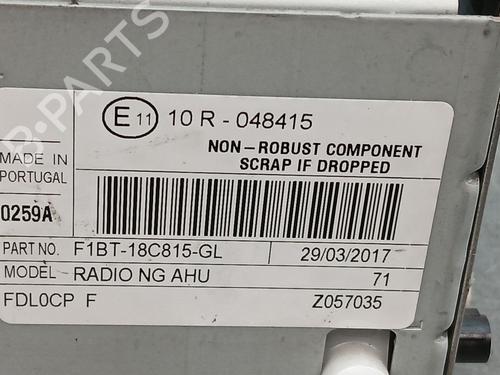 E 11 10 R - 048415
NON-ROBUST COMPONENT
SCRAP IF DROPPED
MADE IN
PORTUGAL
0259A
PART NO. F1BT-18C815-GL 29/03/2017
MODEL RADIO NG AHU 71
FDL0CP F Z057035